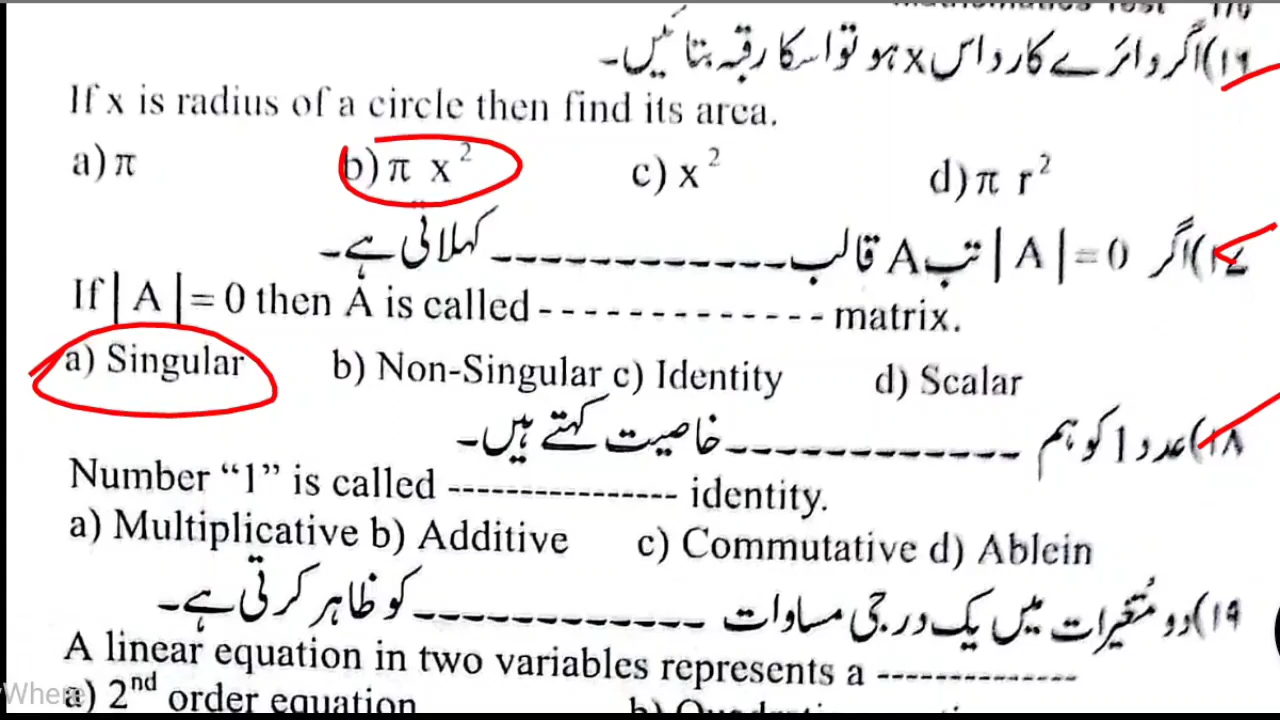 ۱۶)اگر دائرے کا رداس x ہو تو اسکا رقبہ بتائیں۔
If x is radius of a circle then find its area.
a) π b) π x² c) x² d) π r²
۱۷)اگر |A|=0 تب A قالب ------------- کہلاتی ہے۔
If |A|= 0 then A is called ------------- matrix.
a) Singular b) Non-Singular c) Identity d) Scalar
۱۸)عدد 1 کو ہم ------------- خاصیت کہتے ہیں۔
Number “1” is called ---------------- identity.
a) Multiplicative b) Additive c) Commutative d) Ablein
۱۹)دو متغیرات میں یک درجی مساوات ------------- کو ظاہر کرتی ہے۔
A linear equation in two variables represents a --------------
a) 2nd order equation
Where